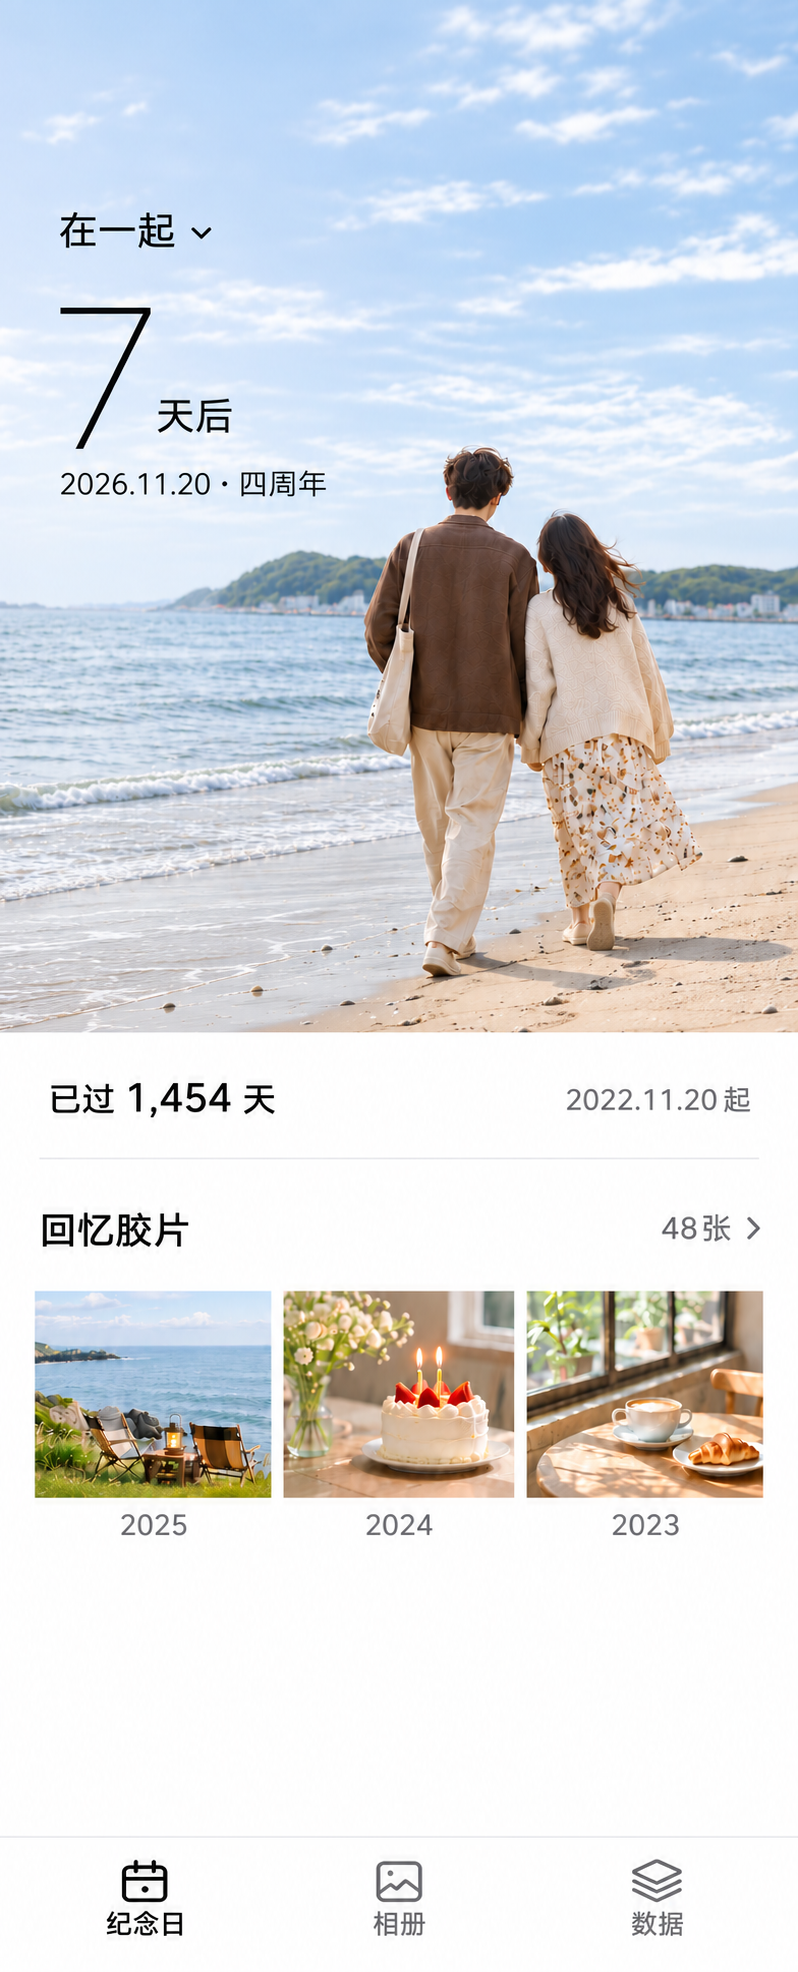 在一起
7 天后
2026.11.20 · 四周年
已过 1,454 天
2022.11.20 起
回忆胶片
48张
2025
2024
2023
纪念日
相册
数据